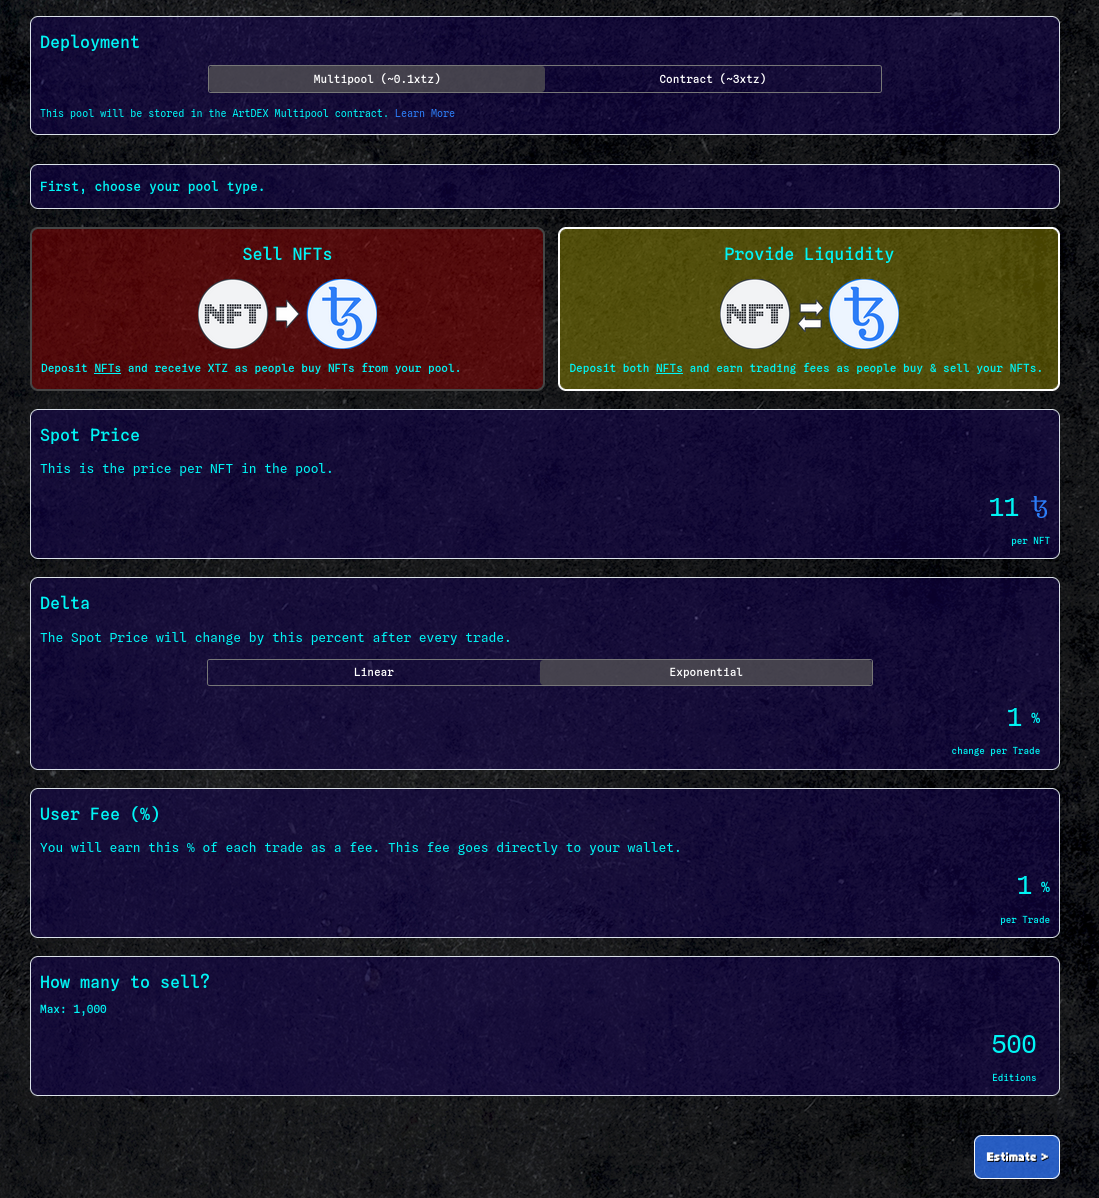 Deployment
Multipool (~0.1xtz)
Contract (~3xtz)
This pool will be stored in the ArtDEX Multipool contract. Learn More
First, choose your pool type.
Sell NFTs
NFT
Deposit NFTs and receive XTZ as people buy NFTs from your pool.
Provide Liquidity
NFT
Deposit both NFTs and earn trading fees as people buy & sell your NFTs.
Spot Price
This is the price per NFT in the pool.
11 ꜩ
per NFT
Delta
The Spot Price will change by this percent after every trade.
Linear
Exponential
1 %
change per Trade
User Fee (%)
You will earn this % of each trade as a fee. This fee goes directly to your wallet.
1 %
per Trade
How many to sell?
Max: 1,000
500
Editions
Estimate >